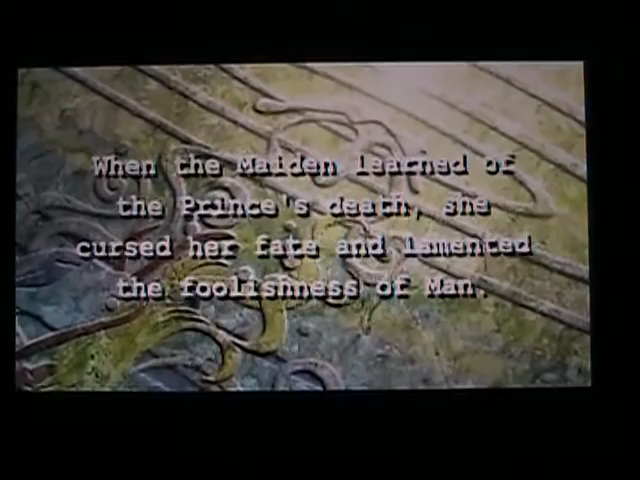 When the Maiden learned of
the Prince's death, she
cursed her fate and lamented
the foolishness of Man.